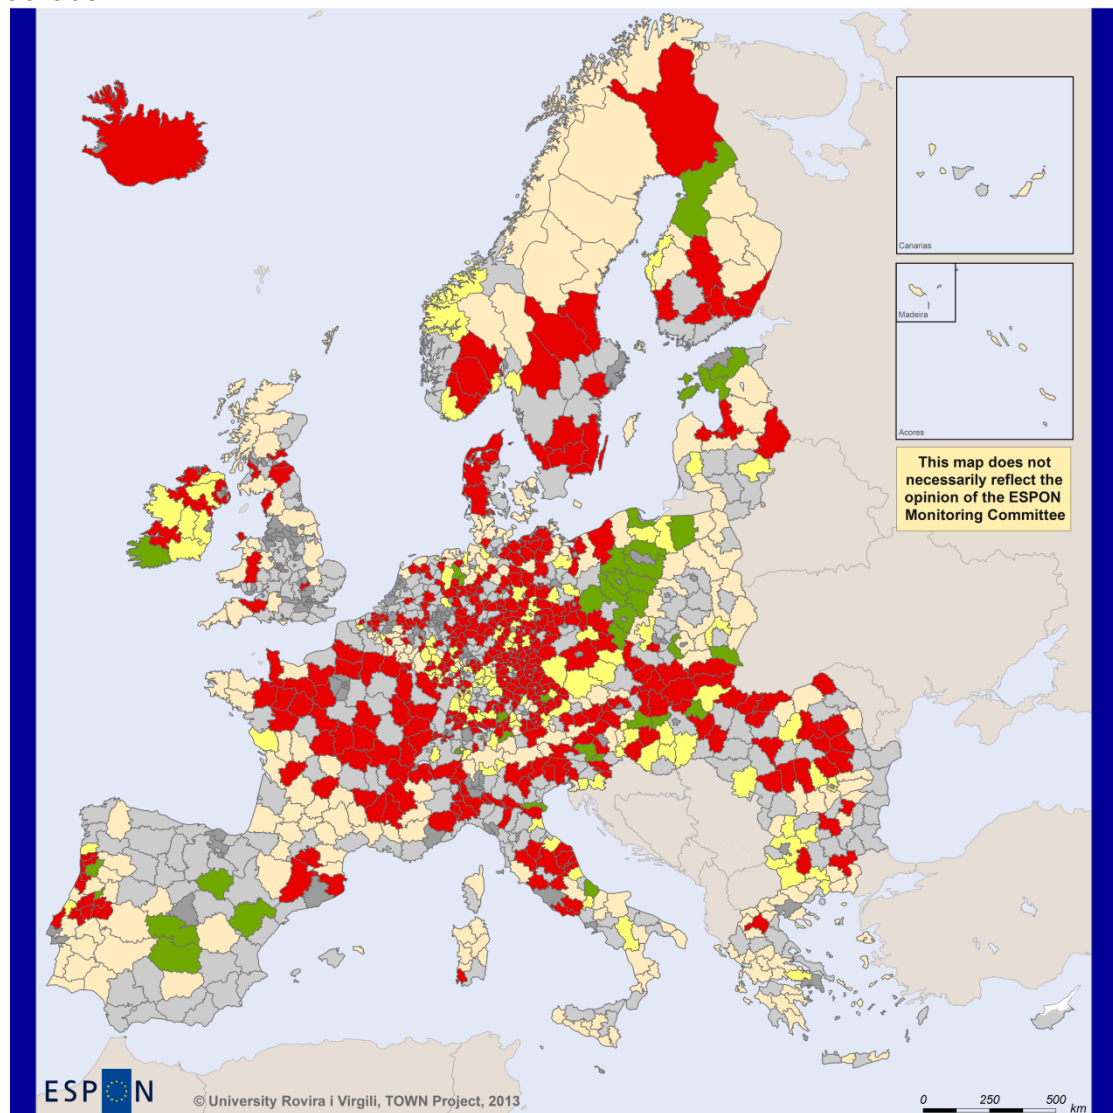 Canarias
Madeira
Acores
This map does not
necessarily reflect the
opinion of the ESPON
Monitoring Committee
ESPON
© University Rovira i Virgili, TOWN Project, 2013
0 250 500
km